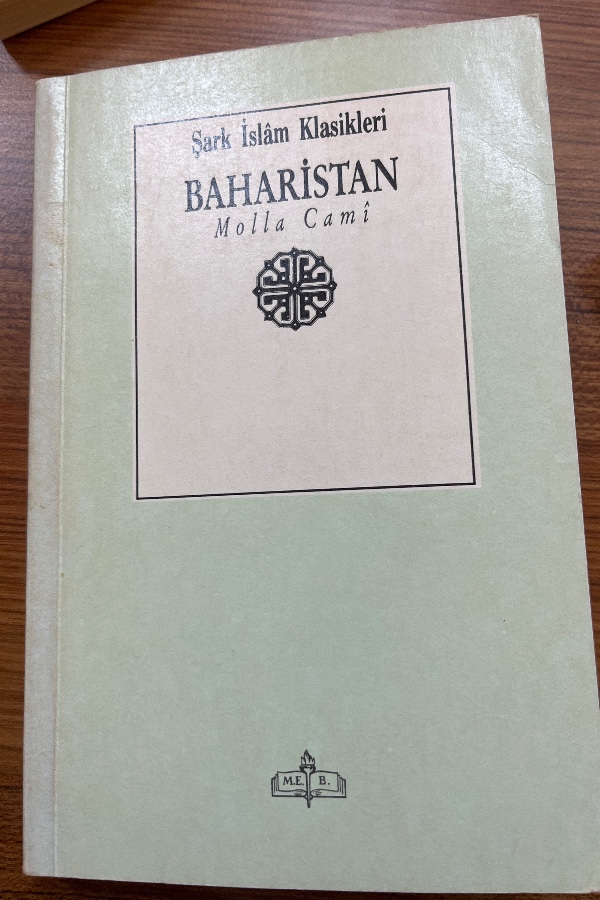 Şark İslâm Klasikleri
BAHARİSTAN
Molla Camî
M.E. B.